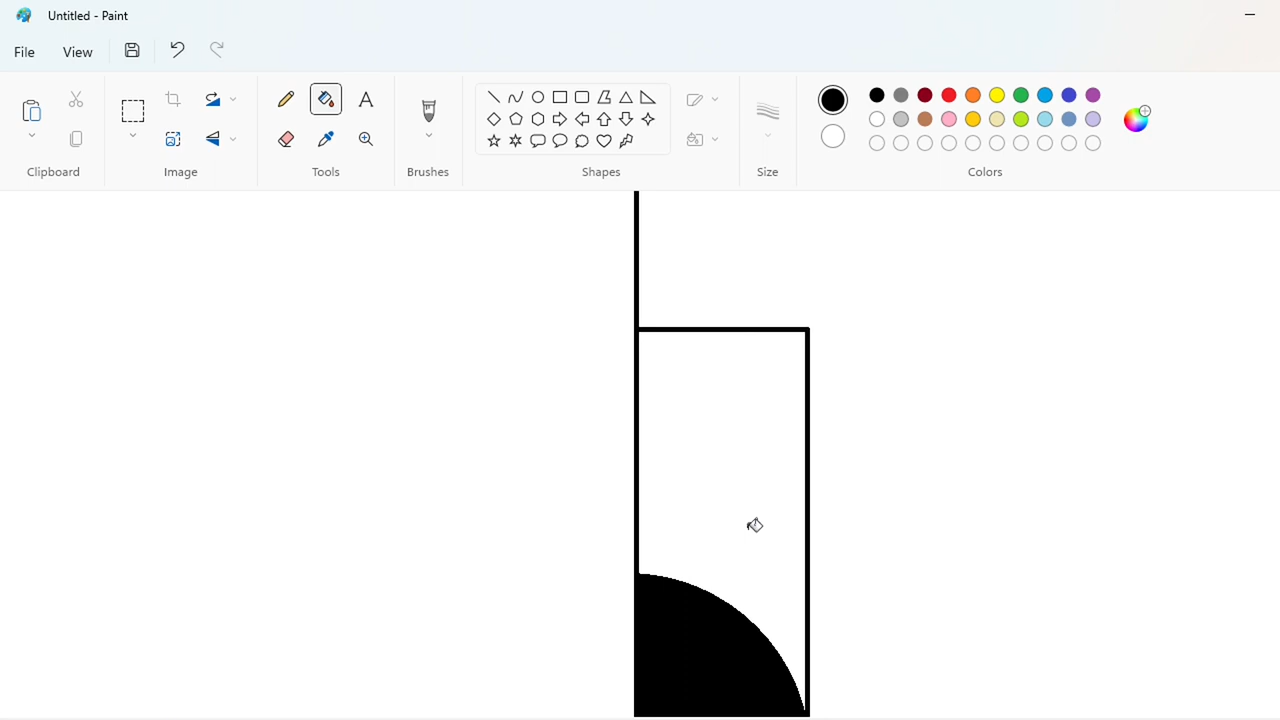 Untitled - Paint
File View
Clipboard Image Tools Brushes Shapes Size Colors